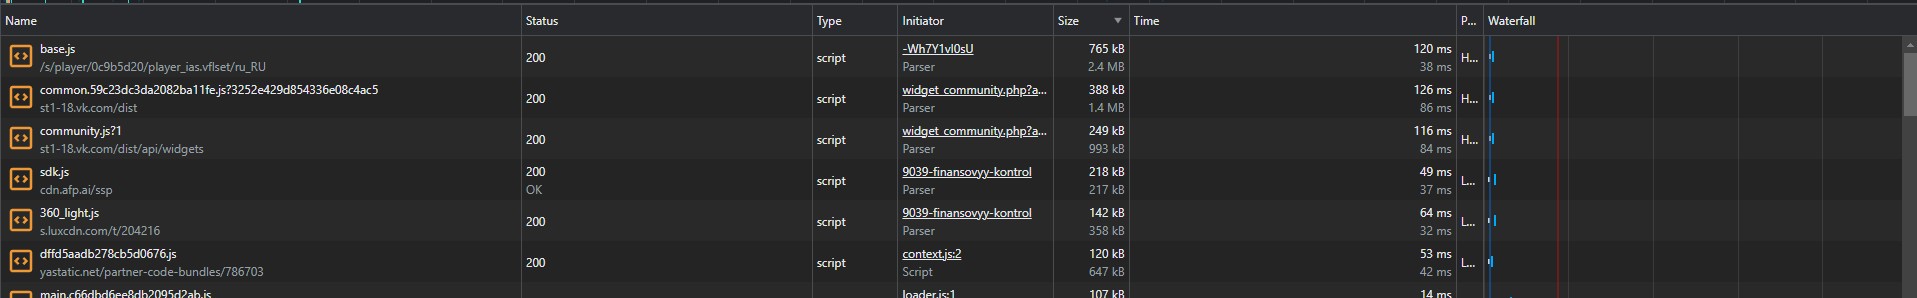 Name Status Type Initiator Size Time P... Waterfall
base.js 200 script -Wh7Y1vI0sU 765 kB 120 ms H...
/s/player/0c9b5d20/player_ias.vflset/ru_RU Parser 2.4 MB 38 ms
common.59c23dc3da2082ba11fe.js?3252e429d854336e08c4ac5 200 script widget_community.php?a... 388 kB 126 ms H...
st1-18.vk.com/dist Parser 1.4 MB 86 ms
community.js?1 200 script widget_community.php?a... 249 kB 116 ms H...
st1-18.vk.com/dist/api/widgets Parser 993 kB 84 ms
sdk.js 200 script 9039-finansovyy-kontrol 218 kB 49 ms L...
cdn.afp.ai/ssp OK Parser 217 kB 37 ms
360_light.js 200 script 9039-finansovyy-kontrol 142 kB 64 ms L...
s.luxcdn.com/t/204216 Parser 358 kB 32 ms
dffd5aadb278cb5d0676.js 200 script context.js:2 120 kB 53 ms L...
yastatic.net/partner-code-bundles/786703 Script 647 kB 42 ms
main.c66dbd6ee8db2095d2ab.js loader.js:1 107 kB 14 ms